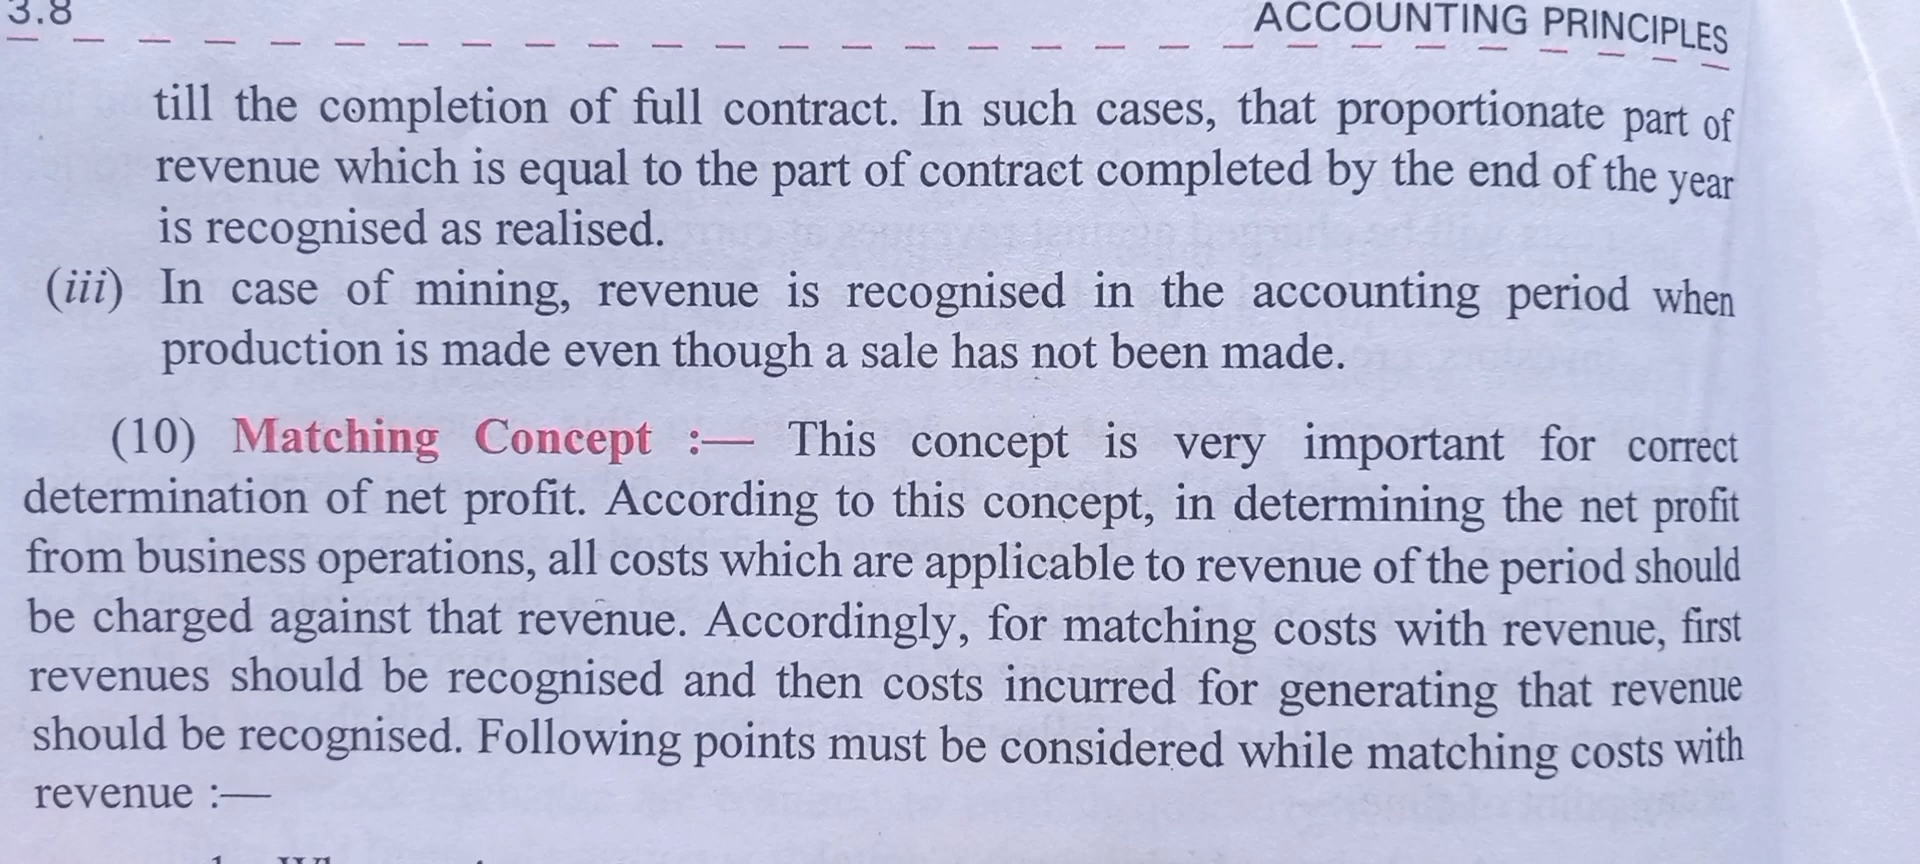 3.8
ACCOUNTING PRINCIPLES
till the completion of full contract. In such cases, that proportionate part of
revenue which is equal to the part of contract completed by the end of the year
is recognised as realised.
(iii) In case of mining, revenue is recognised in the accounting period when
production is made even though a sale has not been made.
(10) Matching Concept :— This concept is very important for correct
determination of net profit. According to this concept, in determining the net profit
from business operations, all costs which are applicable to revenue of the period should
be charged against that revenue. Accordingly, for matching costs with revenue, first
revenues should be recognised and then costs incurred for generating that revenue
should be recognised. Following points must be considered while matching costs with
revenue :—